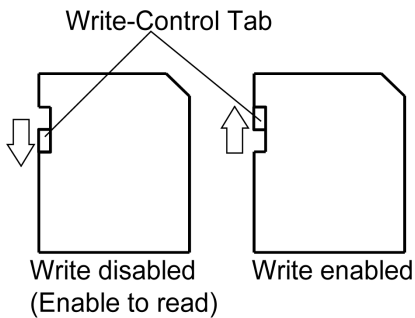 Write-Control Tab
Write disabled
(Enable to read)
Write enabled